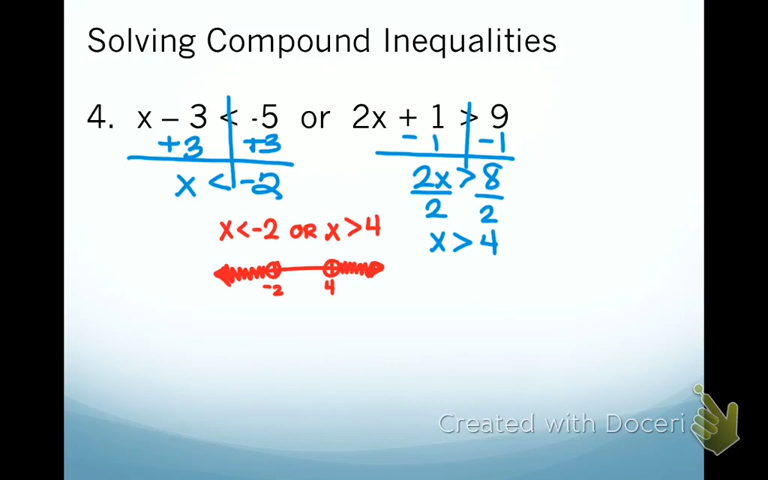 Solving Compound Inequalities
4. x – 3 < -5 or 2x + 1 > 9
+3 +3 -1 -1
x < -2 2x > 8
2 2
x<-2 OR x>4
x > 4
-2 4
Created with Doceri